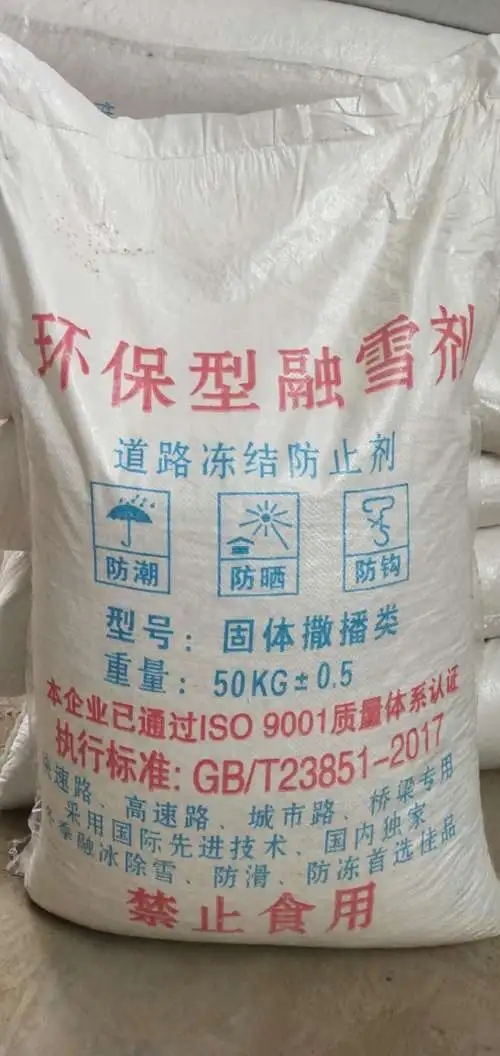 环保型融雪剂
道路冻结防止剂
防潮 防晒 防钩
型号：固体撒播类
重量：50KG±0.5
本企业已通过ISO 9001质量体系认证
执行标准：GB/T23851-2017
快速路、高速路、城市路、桥梁专用
采用国际先进技术、国内独家
冬季融冰除雪、防滑、防冻首选佳品
禁止食用